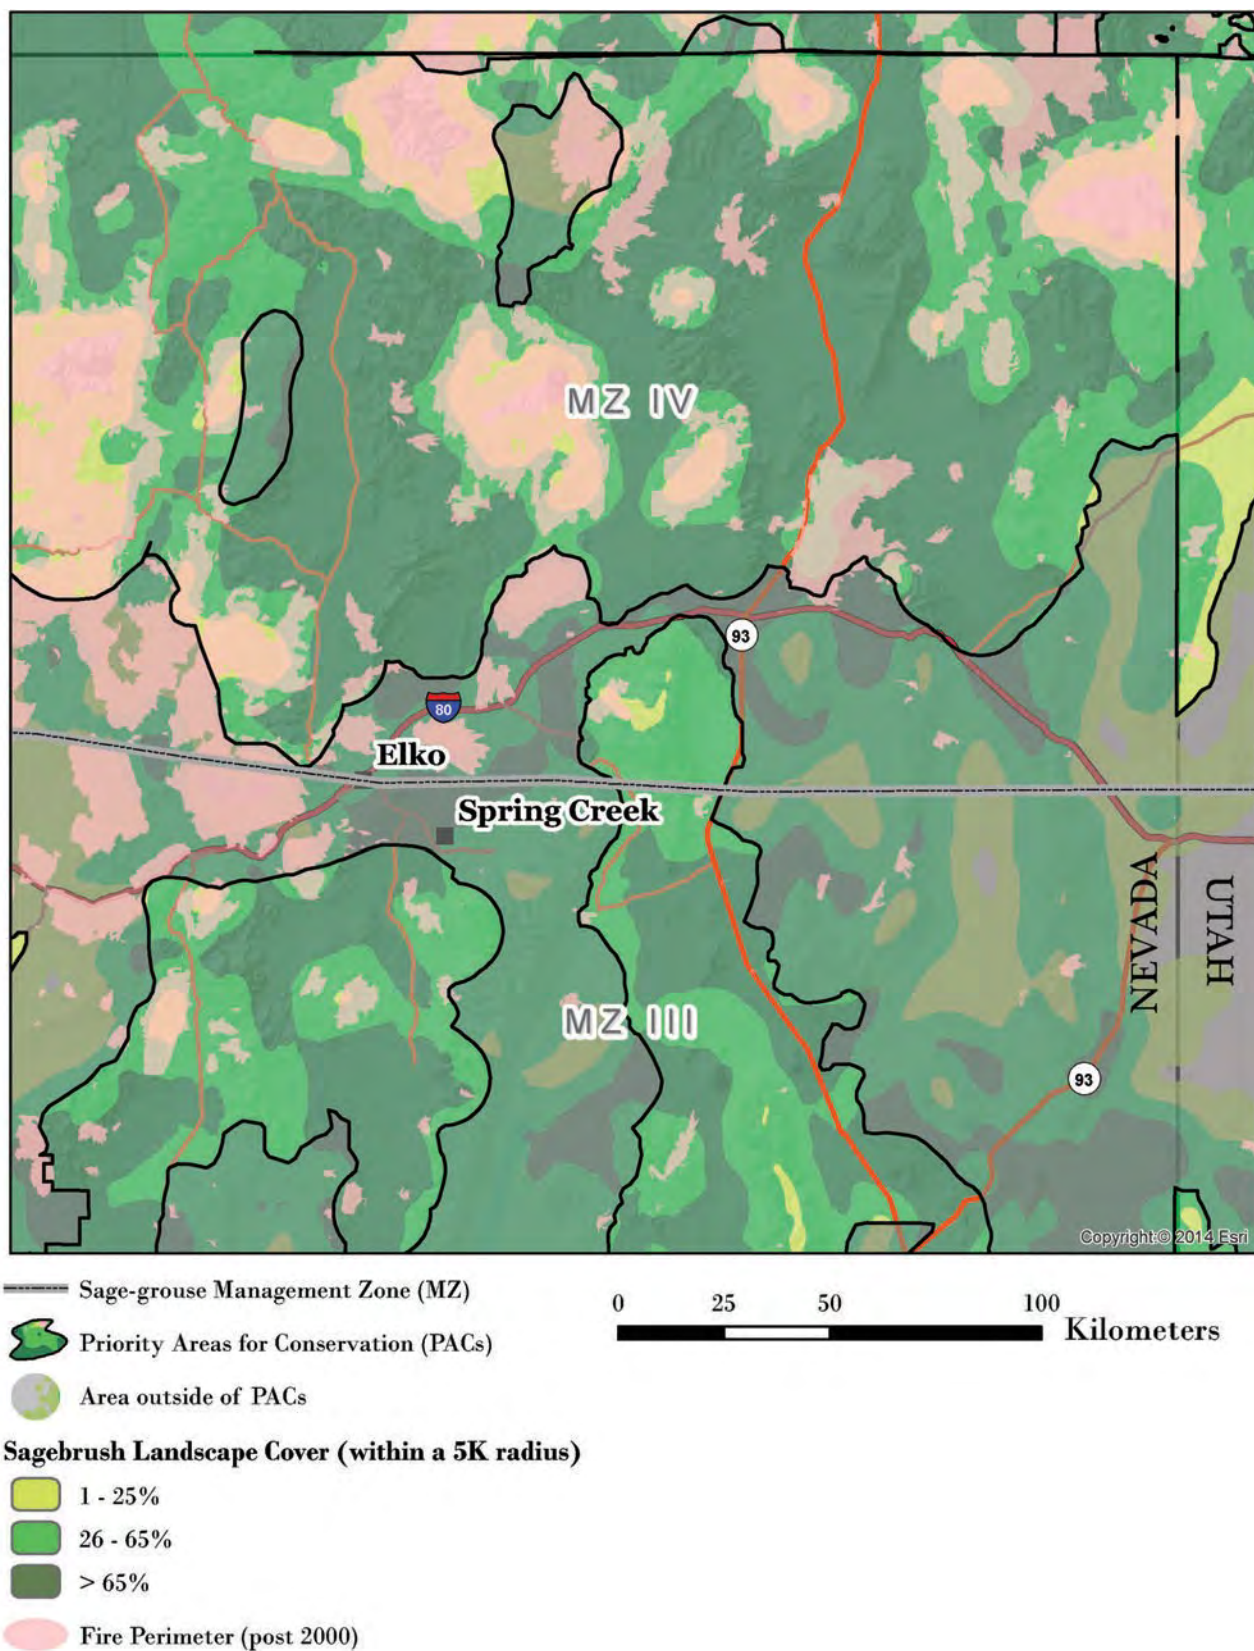 MZ IV
93
80
Elko
Spring Creek
NEVADA
UTAH
MZ III
93
Copyright:© 2014 Esri
Sage-grouse Management Zone (MZ)
0 25 50 100
Kilometers
Priority Areas for Conservation (PACs)
Area outside of PACs
Sagebrush Landscape Cover (within a 5K radius)
1 - 25%
26 - 65%
> 65%
Fire Perimeter (post 2000)